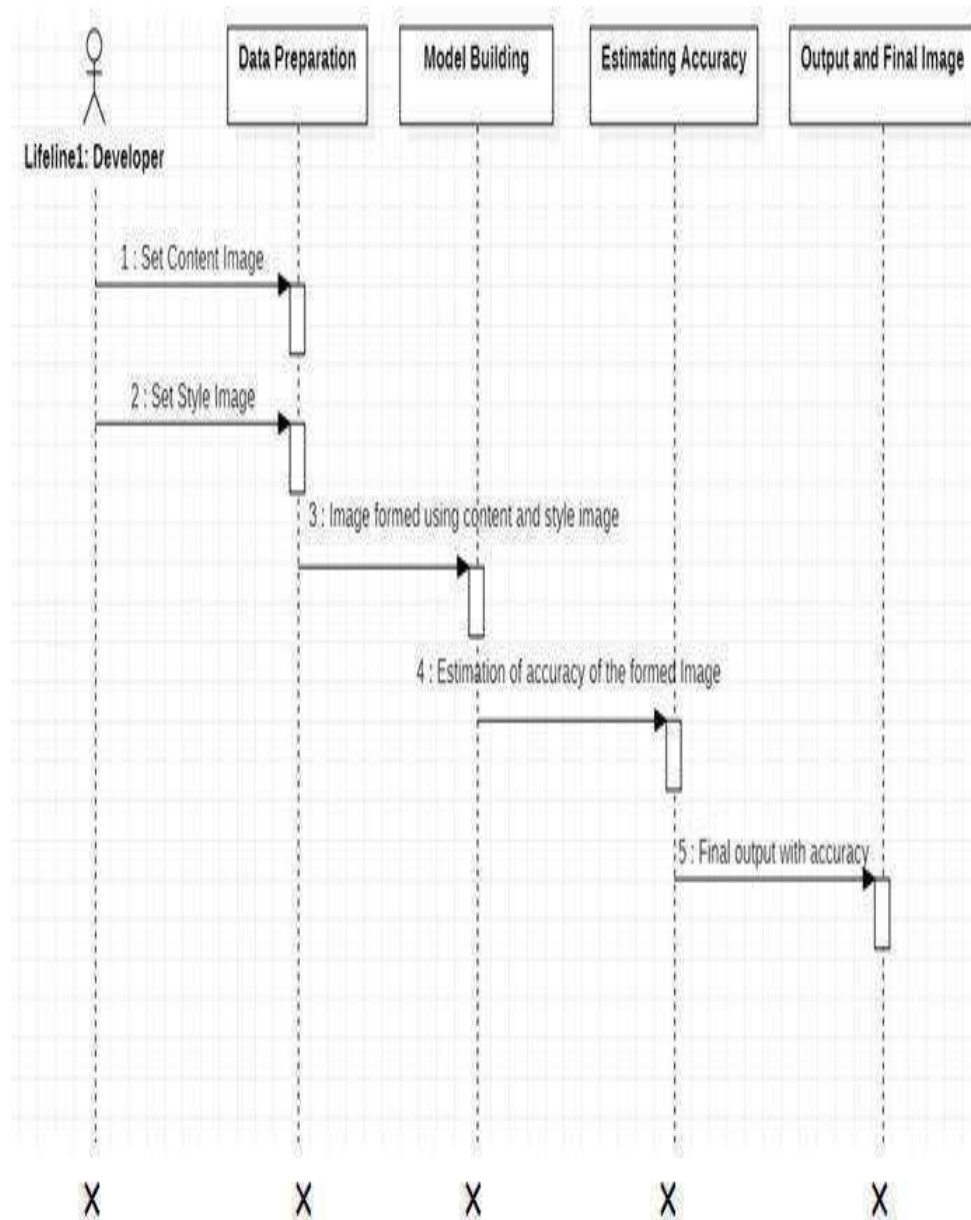 Data Preparation
Model Building
Estimating Accuracy
Output and Final Image
Lifeline1: Developer
1 : Set Content Image
2 : Set Style Image
3 : Image formed using content and style image
4 : Estimation of accuracy of the formed Image
5 : Final output with accuracy